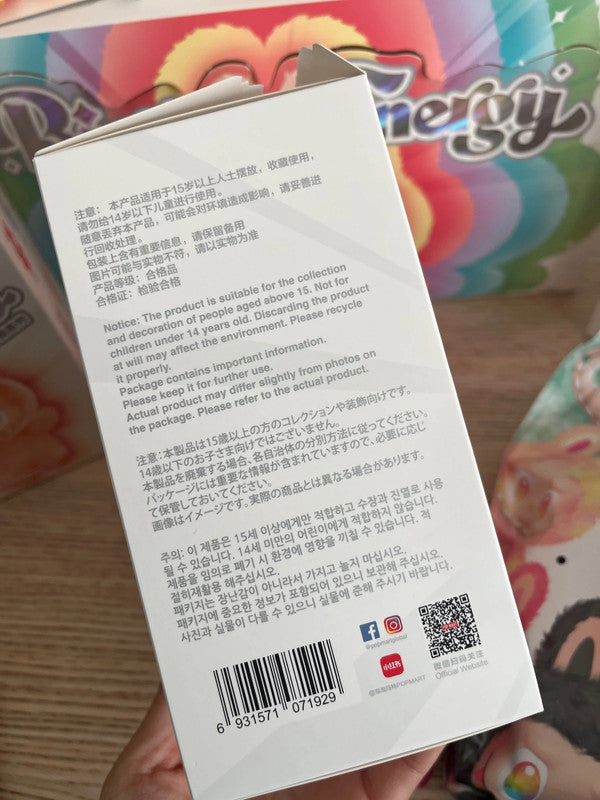 Energy
注意：本产品适用于15岁以上人士摆放，收藏使用，
请勿给14岁以下儿童进行使用。
随意丢弃本产品，可能会对环境造成影响，请妥善进
行回收处理。
包装上含有重要信息，请保留备用
图片可能与实物不符，请以实物为准
产品等级：合格品
合格证：检验合格
Notice: The product is suitable for the collection
and decoration of people aged above 15. Not for
children under 14 years old. Discarding the product
at will may affect the environment. Please recycle
it properly.
Package contains important information.
Please keep it for further use.
Actual product may differ slightly from photos on
the package. Please refer to the actual product.
注意:本製品は15歳以上の方のコレクションや装飾向けです。
14歳以下のお子さま向けではございません。
本製品を廃棄する場合、各自治体の分別方法に従ってください。
パッケージには重要な情報が含まれていますので、必要に応じ
て保管しておいてください。
画像はイメージです。実際の商品とは異なる場合があります。
주의: 이 제품은 15세 이상에게만 적합하고 수장과 진열로 사용
될 수 있습니다. 14세 미만의 어린이에게 적합하지 않습니다.
제품을 임의로 폐기 시 환경에 영향을 끼칠 수 있습니다. 적
절히재활용 해주십시오.
패키지는 장난감이 아니라서 가지고 놀지 마십시오.
패키지에 중요한 정보가 포함되어 있으니 보관해 주십시오.
사진과 실물이 다를 수 있으니 실물에 준해 주시기 바랍니다.
@popmartglobal
小红书
@泡泡玛特POPMART
微信扫码关注
Official Website
6 931571 071929